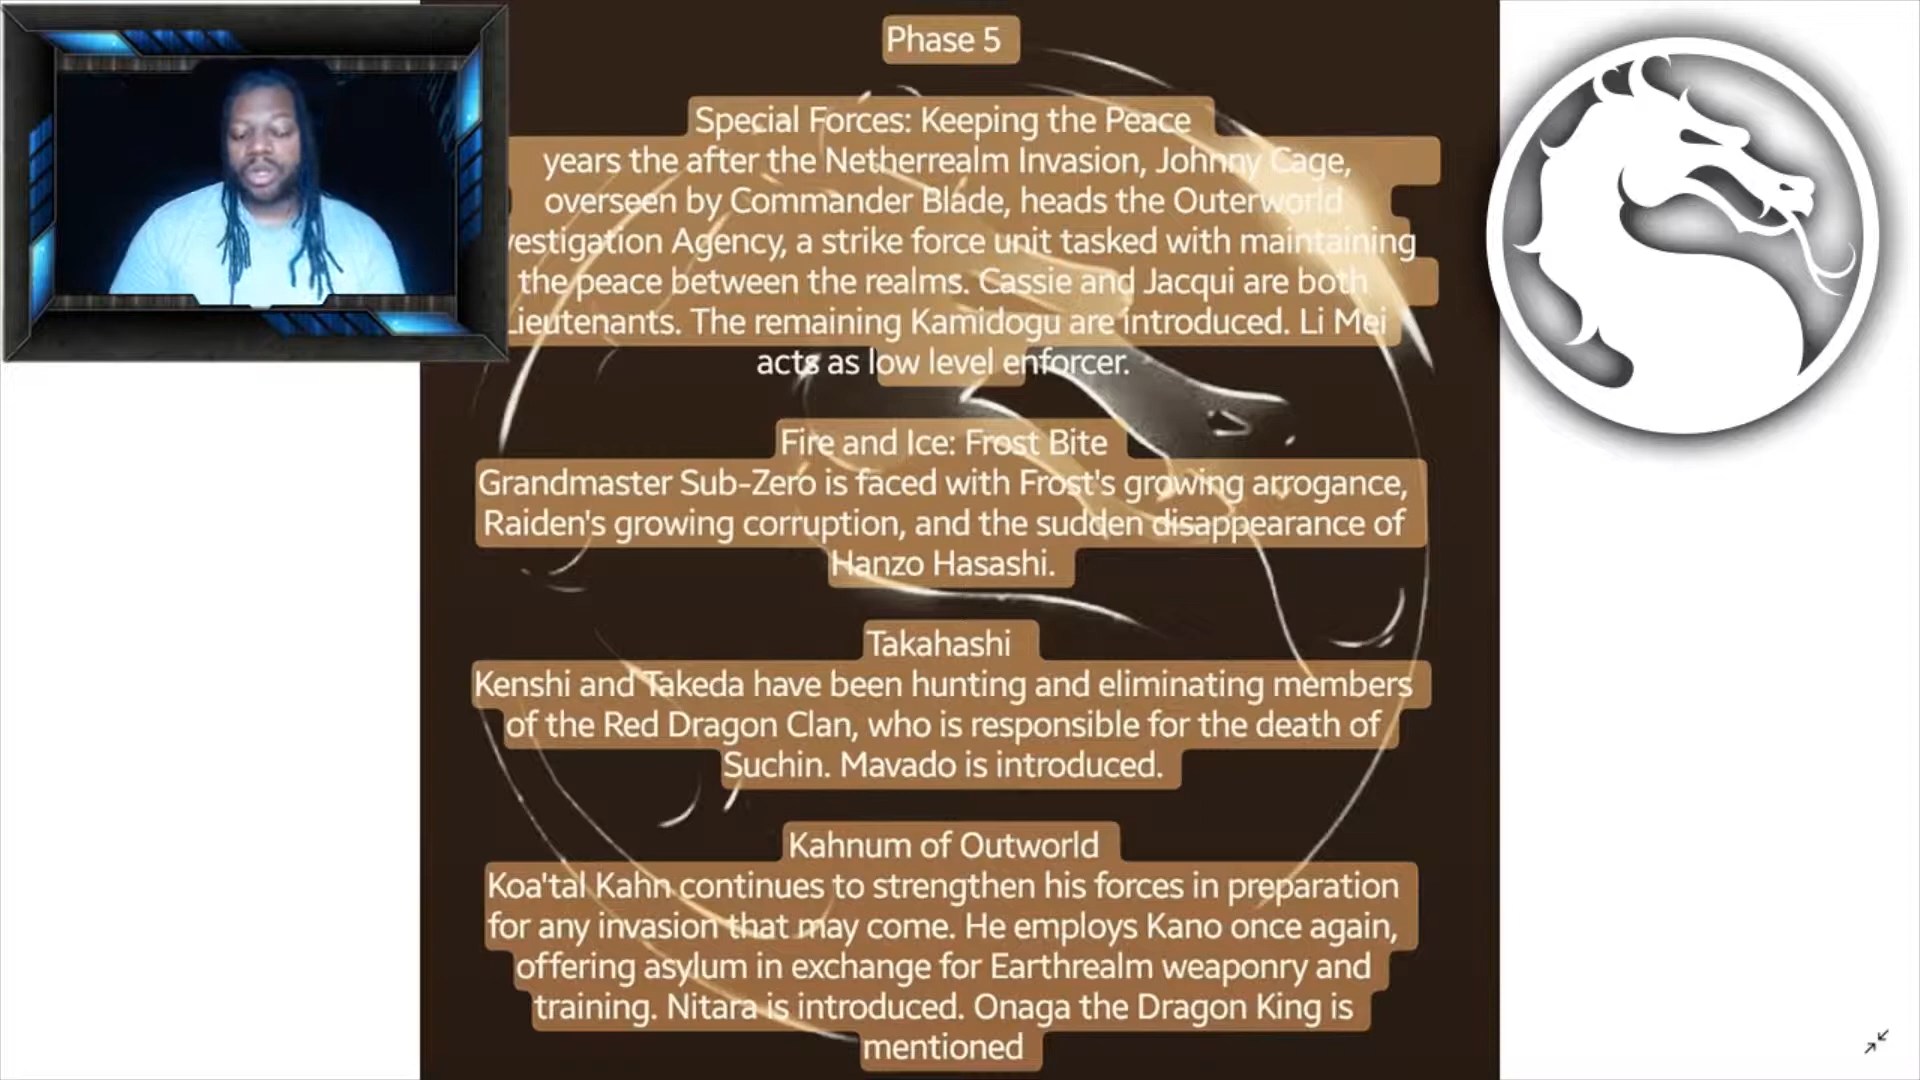 Phase 5
Special Forces: Keeping the Peace
years the after the Netherrealm Invasion, Johnny Cage,
overseen by Commander Blade, heads the Outerworld
vestigation Agency, a strike force unit tasked with maintaining
the peace between the realms. Cassie and Jacqui are both
Lieutenants. The remaining Kamidogu are introduced. Li Mei
acts as low level enforcer.
Fire and Ice: Frost Bite
Grandmaster Sub-Zero is faced with Frost's growing arrogance,
Raiden's growing corruption, and the sudden disappearance of
Hanzo Hasashi.
Takahashi
Kenshi and Takeda have been hunting and eliminating members
of the Red Dragon Clan, who is responsible for the death of
Suchin. Mavado is introduced.
Kahnum of Outworld
Koa'tal Kahn continues to strengthen his forces in preparation
for any invasion that may come. He employs Kano once again,
offering asylum in exchange for Earthrealm weaponry and
training. Nitara is introduced. Onaga the Dragon King is
mentioned